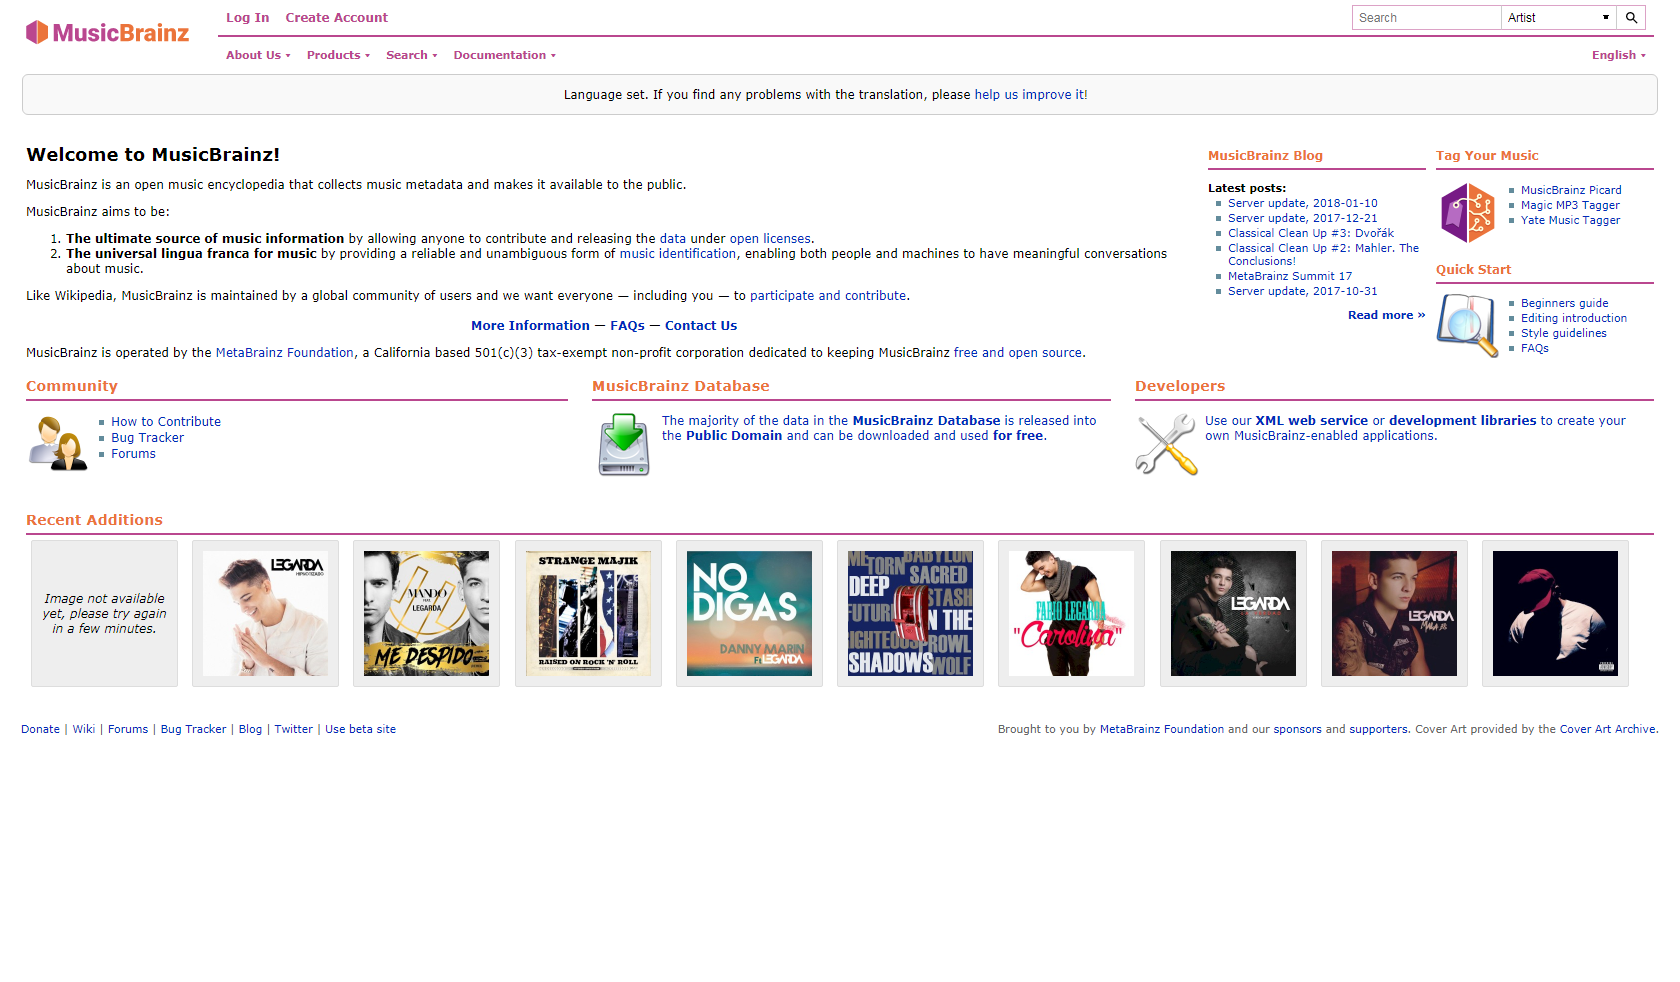 MusicBrainz
Log In Create Account
Search Artist
About Us Products Search Documentation
English
Language set. If you find any problems with the translation, please help us improve it!
Welcome to MusicBrainz!
MusicBrainz is an open music encyclopedia that collects music metadata and makes it available to the public.
MusicBrainz aims to be:
1. The ultimate source of music information by allowing anyone to contribute and releasing the data under open licenses.
2. The universal lingua franca for music by providing a reliable and unambiguous form of music identification, enabling both people and machines to have meaningful conversations
about music.
Like Wikipedia, MusicBrainz is maintained by a global community of users and we want everyone — including you — to participate and contribute.
More Information — FAQs — Contact Us
MusicBrainz is operated by the MetaBrainz Foundation, a California based 501(c)(3) tax-exempt non-profit corporation dedicated to keeping MusicBrainz free and open source.
MusicBrainz Blog
Latest posts:
Server update, 2018-01-10
Server update, 2017-12-21
Classical Clean Up #3: Dvořák
Classical Clean Up #2: Mahler. The
Conclusions!
MetaBrainz Summit 17
Server update, 2017-10-31
Read more »
Tag Your Music
MusicBrainz Picard
Magic MP3 Tagger
Yate Music Tagger
Quick Start
Beginners guide
Editing introduction
Style guidelines
FAQs
Community
How to Contribute
Bug Tracker
Forums
MusicBrainz Database
The majority of the data in the MusicBrainz Database is released into
the Public Domain and can be downloaded and used for free.
Developers
Use our XML web service or development libraries to create your
own MusicBrainz-enabled applications.
Recent Additions
Image not available
yet, please try again
in a few minutes.
LEGARDA
HIPNOTIZADO
MANDO
LEGARDA
ME DESPIDO
STRANGE MAJIK
RAISED ON ROCK 'N' ROLL
NO
DIGAS
DANNY MARIN
Ft LEGARDA
METORN BABYLON
DEEP SACRED
FUTURE STASH
IN THE
RIGHTEOUS PROWL
SHADOWS WOLF
FABIO LEGARDA
"Carolina"
LEGARDA
LEGARDA
MALA
Donate | Wiki | Forums | Bug Tracker | Blog | Twitter | Use beta site
Brought to you by MetaBrainz Foundation and our sponsors and supporters. Cover Art provided by the Cover Art Archive.